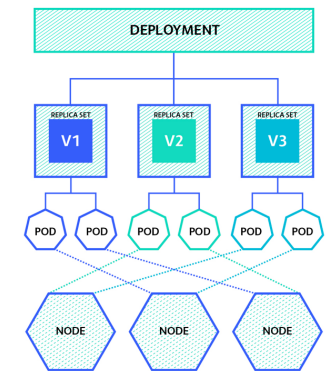 DEPLOYMENT
REPLICA SET
V1
REPLICA SET
V2
REPLICA SET
V3
POD
POD
POD
POD
POD
POD
NODE
NODE
NODE